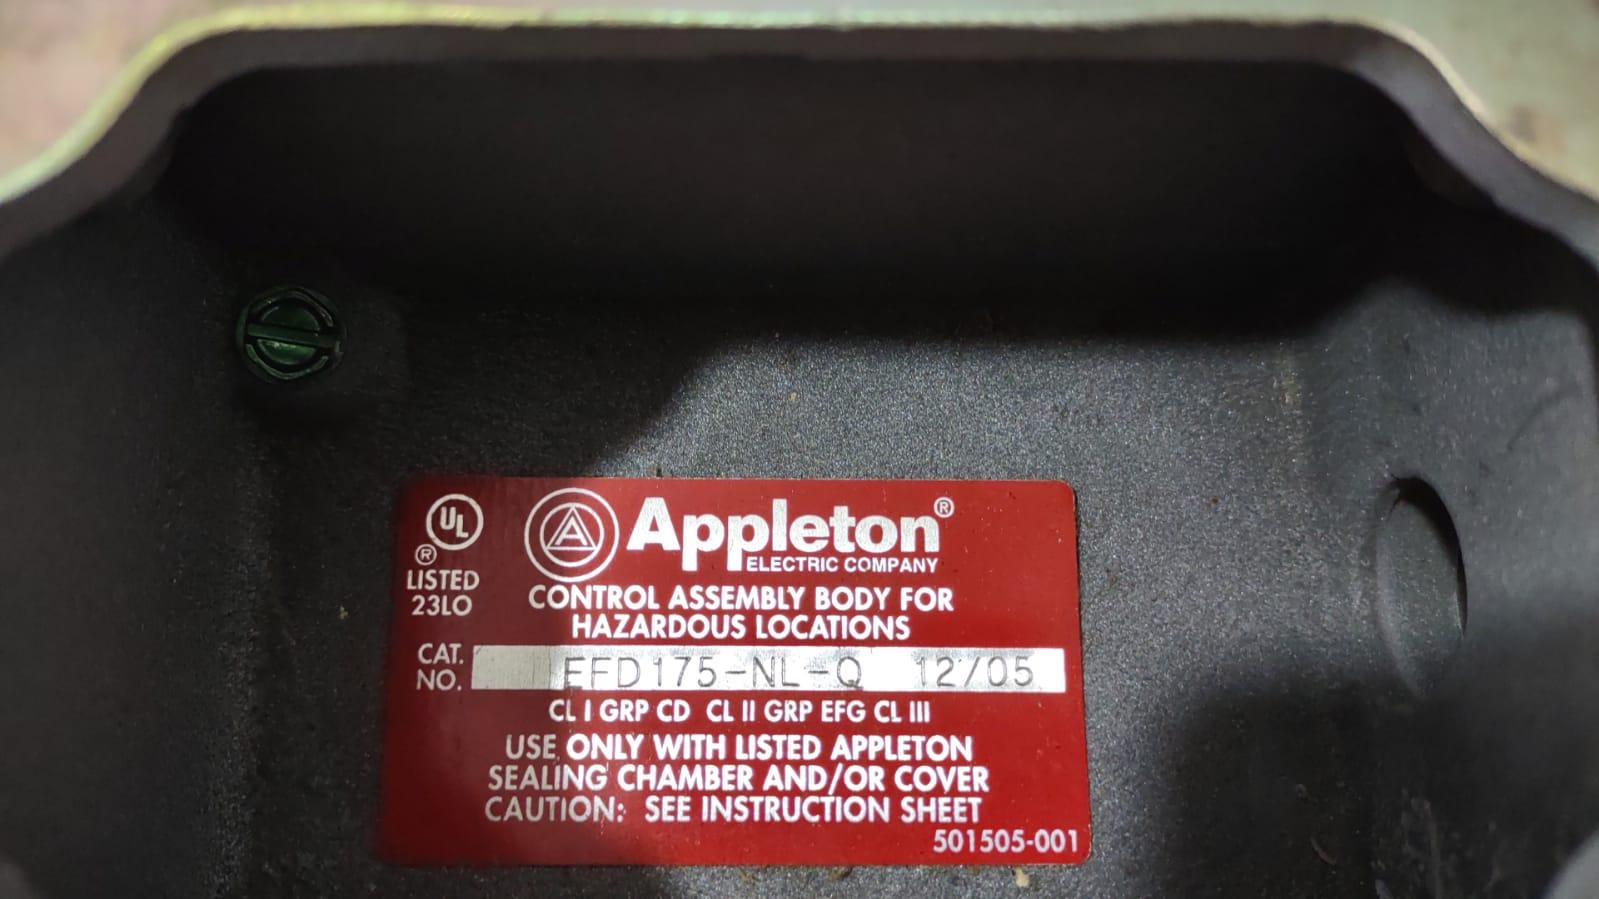 UL
®
LISTED
23LO
A Appleton®
ELECTRIC COMPANY
CONTROL ASSEMBLY BODY FOR
HAZARDOUS LOCATIONS
CAT.
NO. EFD175-NL-Q 12/05
CL I GRP CD CL II GRP EFG CL III
USE ONLY WITH LISTED APPLETON
SEALING CHAMBER AND/OR COVER
CAUTION: SEE INSTRUCTION SHEET
501505-001